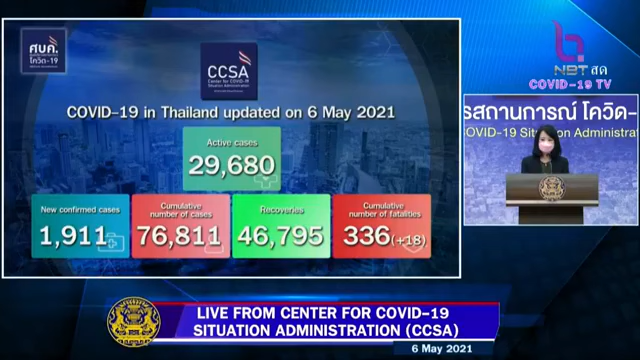 ศบค.
โควิด-19
CCSA
Center for COVID-19
Situation Administration
COVID-19 in Thailand updated on 6 May 2021
Active cases
29,680
New confirmed cases
1,911
Cumulative
number of cases
76,811
Recoveries
46,795
Cumulative
number of fatalities
336(+18)
NBT สด
COVID-19 TV
รสถานการณ์ โควิด-
OVID-19 Situation Administra
LIVE FROM CENTER FOR COVID-19
SITUATION ADMINISTRATION (CCSA)
6 May 2021